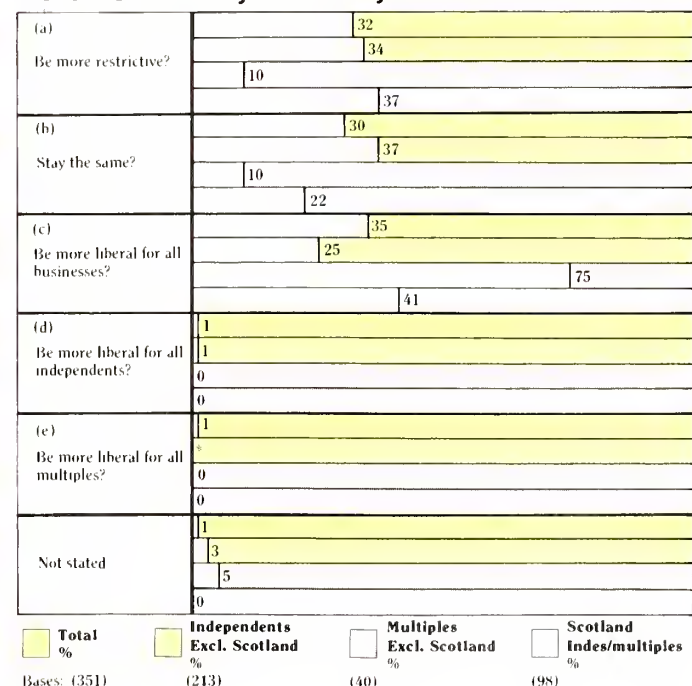 (a)
Be more restrictive?
32
34
10
37
(b)
Stay the same?
30
37
10
22
(c)
Be more liberal for all
businesses?
35
25
75
41
(d)
Be more liberal for all
independents?
1
1
0
0
(e)
Be more liberal for all
multiples?
1
*
0
0
Not stated
1
3
5
0
Total
%
Independents
Excl. Scotland
%
Multiples
Excl. Scotland
%
Scotland
Indes/multiples
%
Bases: (351) (213) (40) (98)